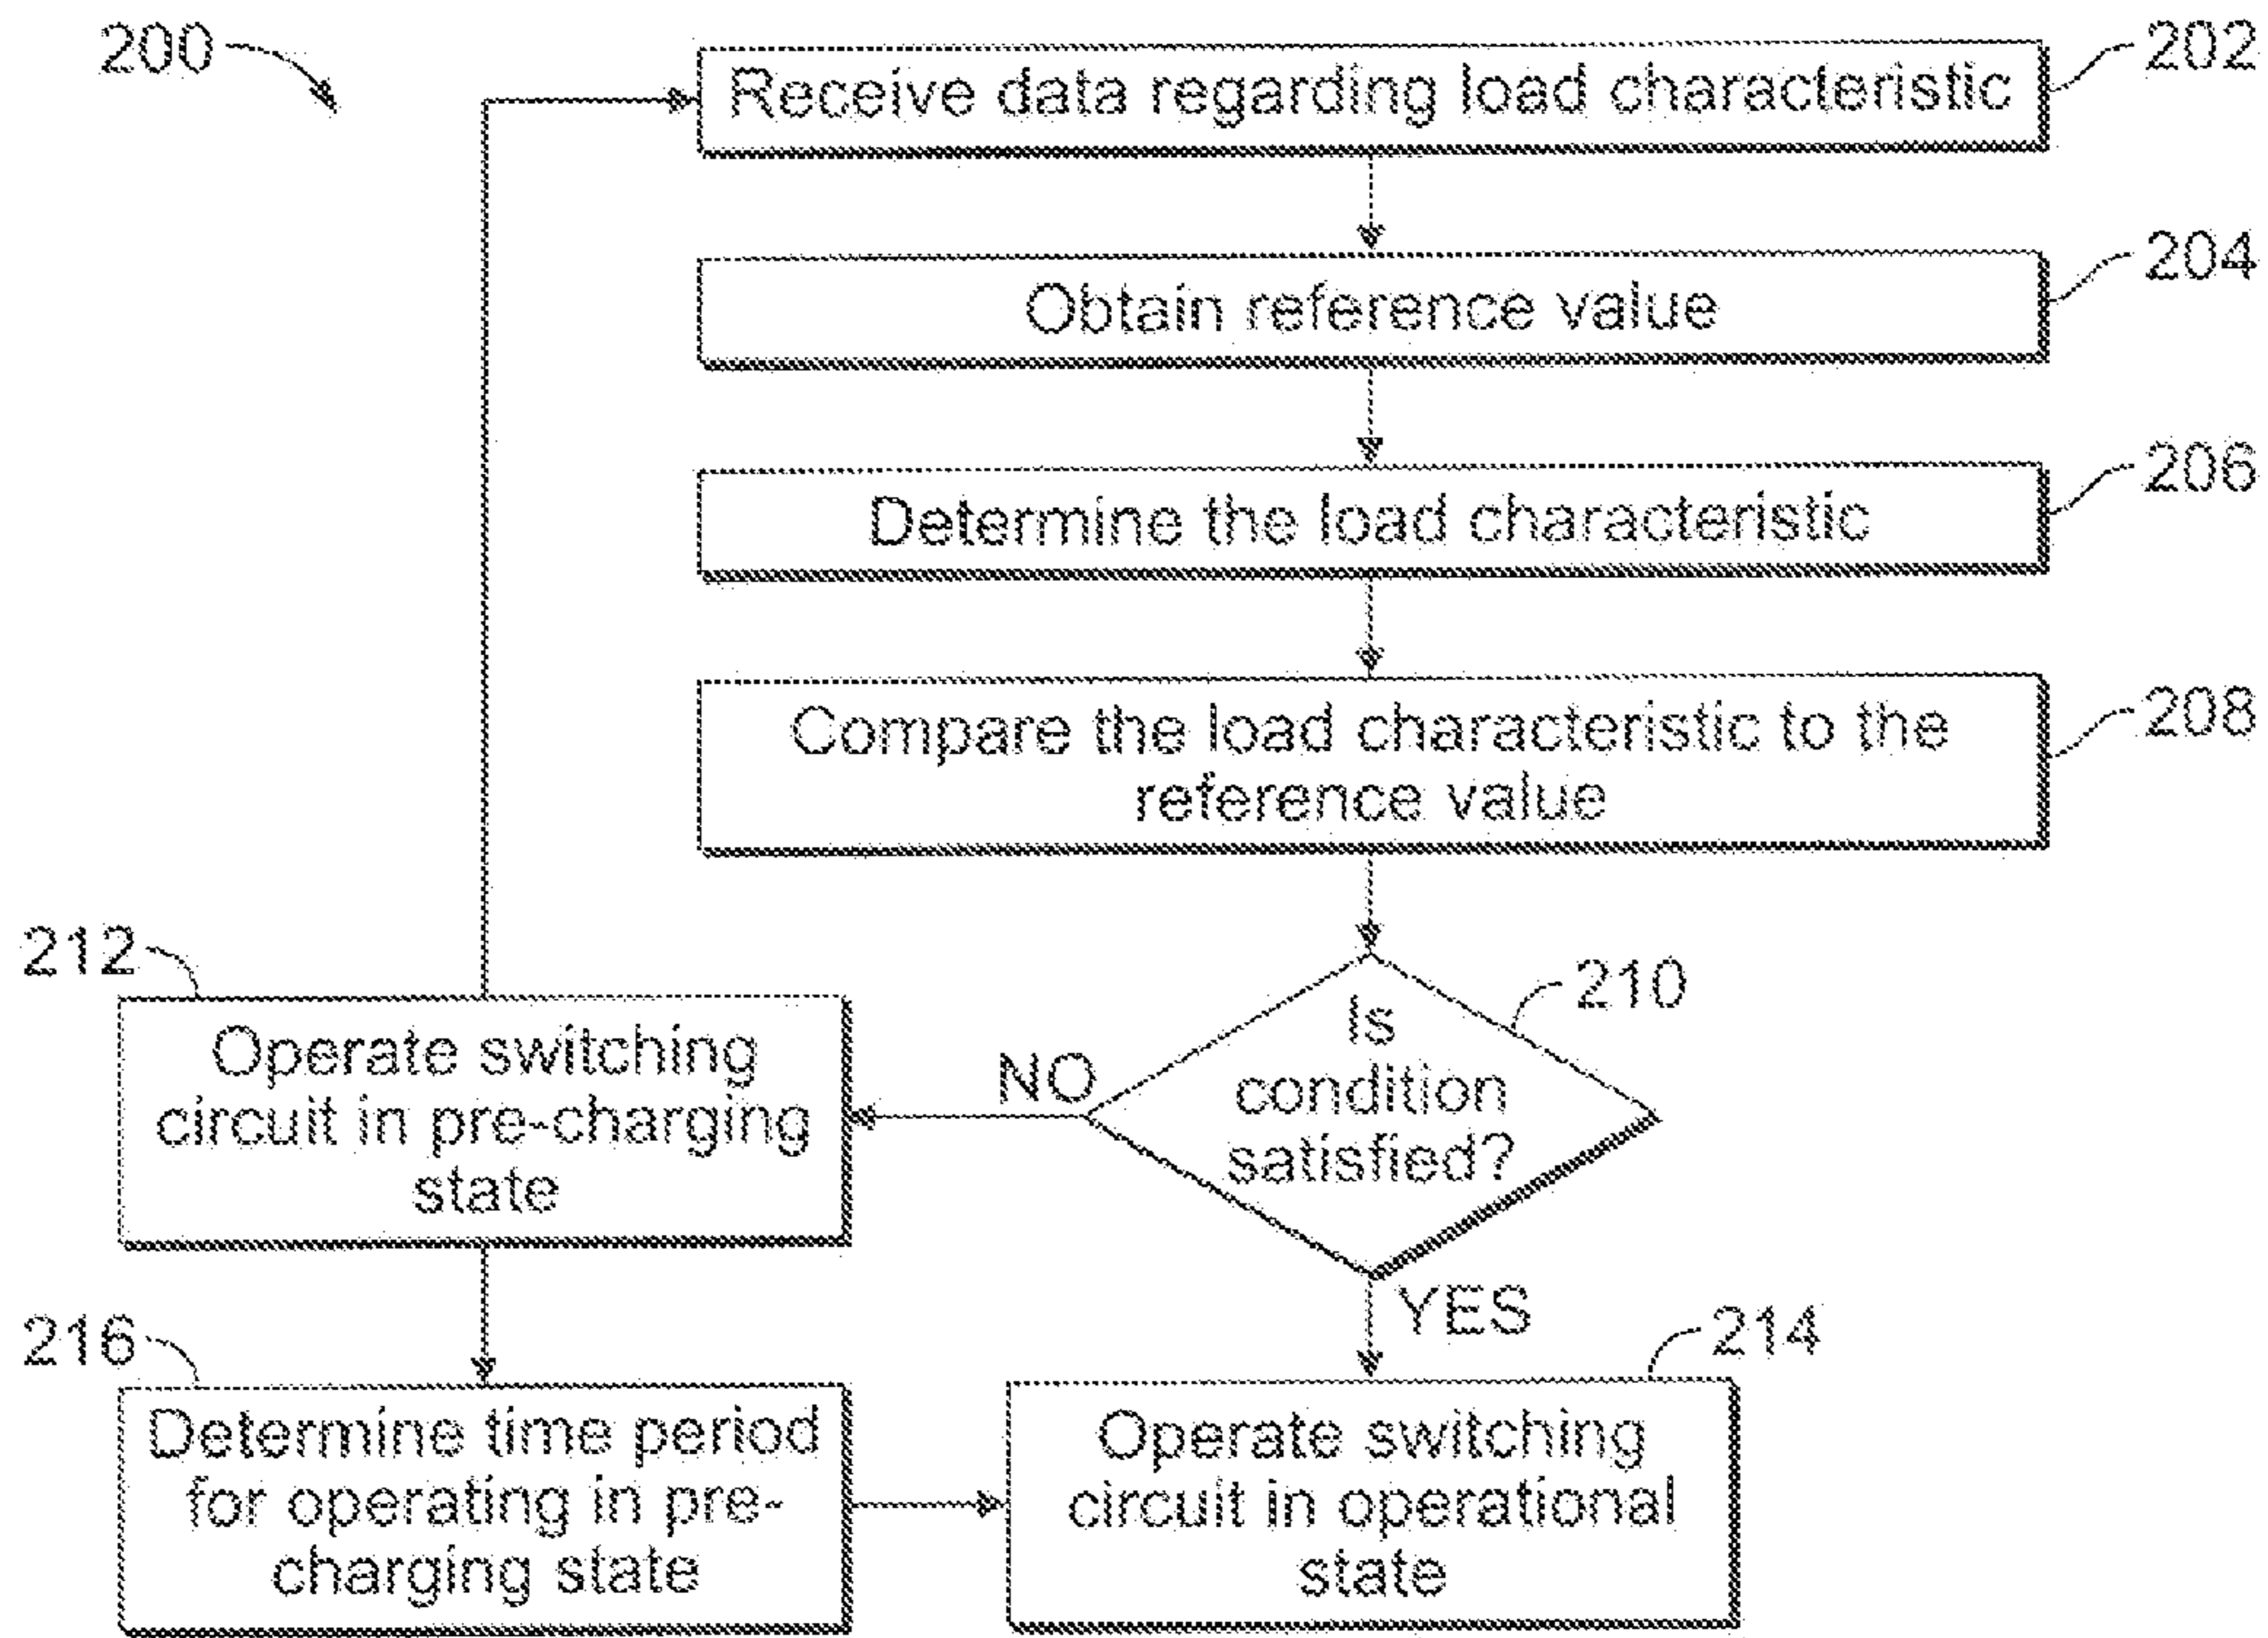 200
202
Receive data regarding load characteristic
204
Obtain reference value
206
Determine the load characteristic
208
Compare the load characteristic to the
reference value
210
Is
condition
satisfied?
NO
YES
212
Operate switching
circuit in pre-charging
state
216
Determine time period
for operating in pre-
charging state
214
Operate switching
circuit in operational
state